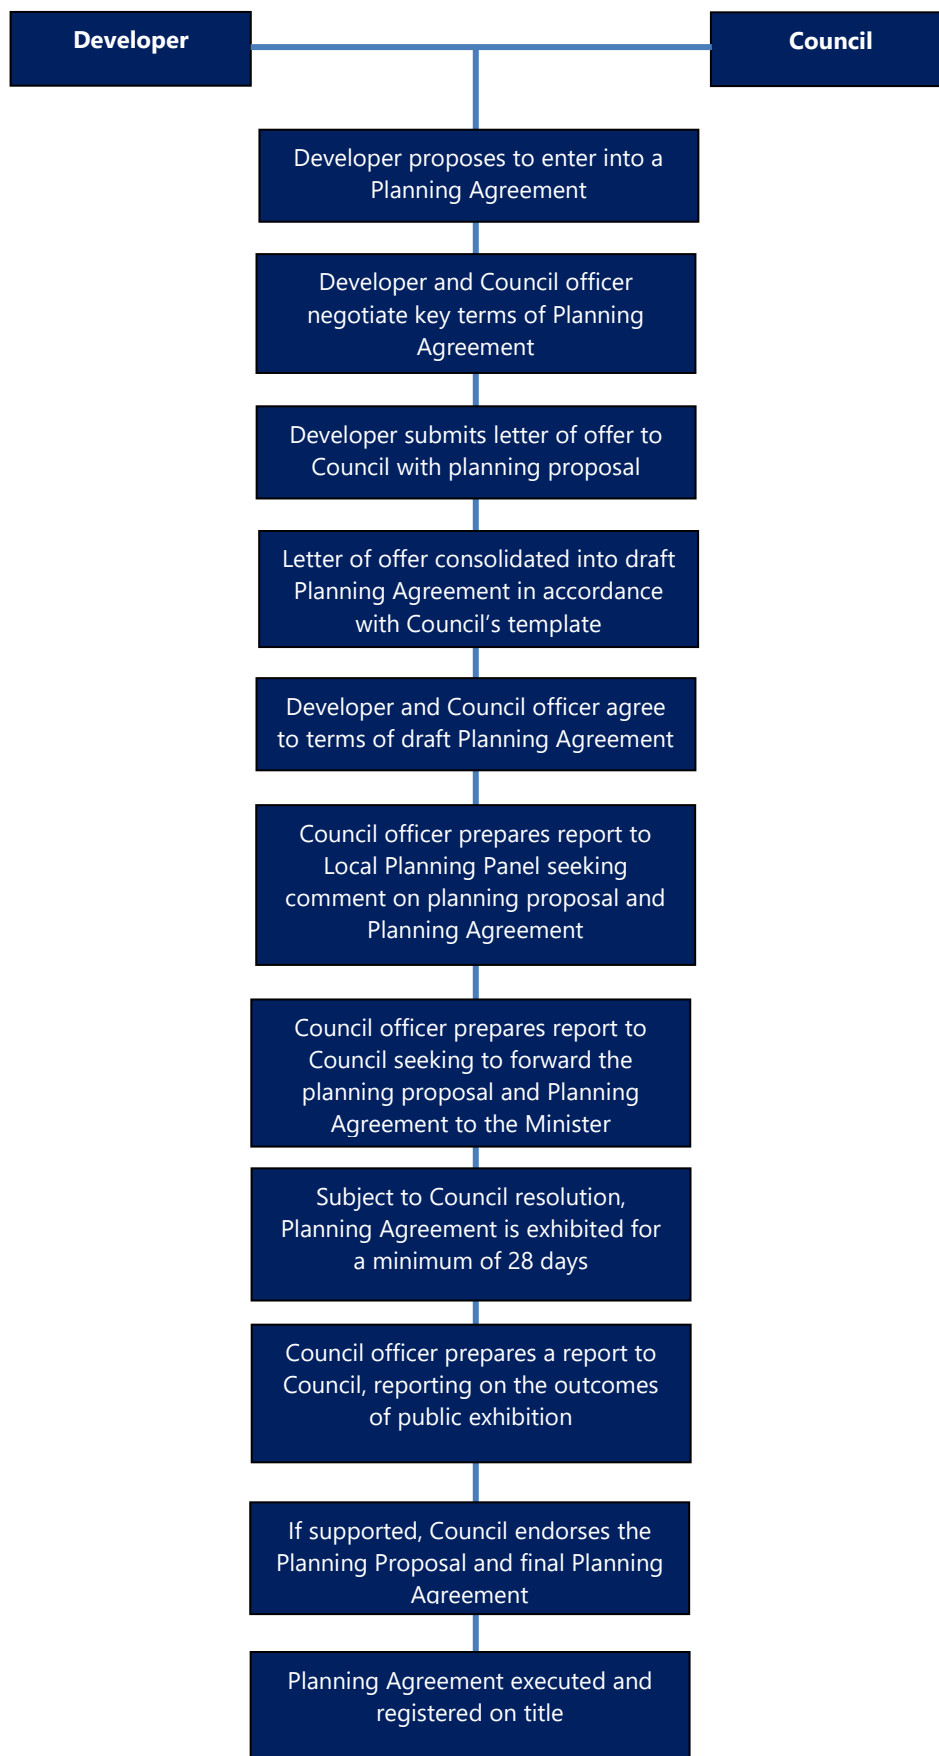 Developer
Council
Developer proposes to enter into a
Planning Agreement
Developer and Council officer
negotiate key terms of Planning
Agreement
Developer submits letter of offer to
Council with planning proposal
Letter of offer consolidated into draft
Planning Agreement in accordance
with Council’s template
Developer and Council officer agree
to terms of draft Planning Agreement
Council officer prepares report to
Local Planning Panel seeking
comment on planning proposal and
Planning Agreement
Council officer prepares report to
Council seeking to forward the
planning proposal and Planning
Agreement to the Minister
Subject to Council resolution,
Planning Agreement is exhibited for
a minimum of 28 days
Council officer prepares a report to
Council, reporting on the outcomes
of public exhibition
If supported, Council endorses the
Planning Proposal and final Planning
Agreement
Planning Agreement executed and
registered on title